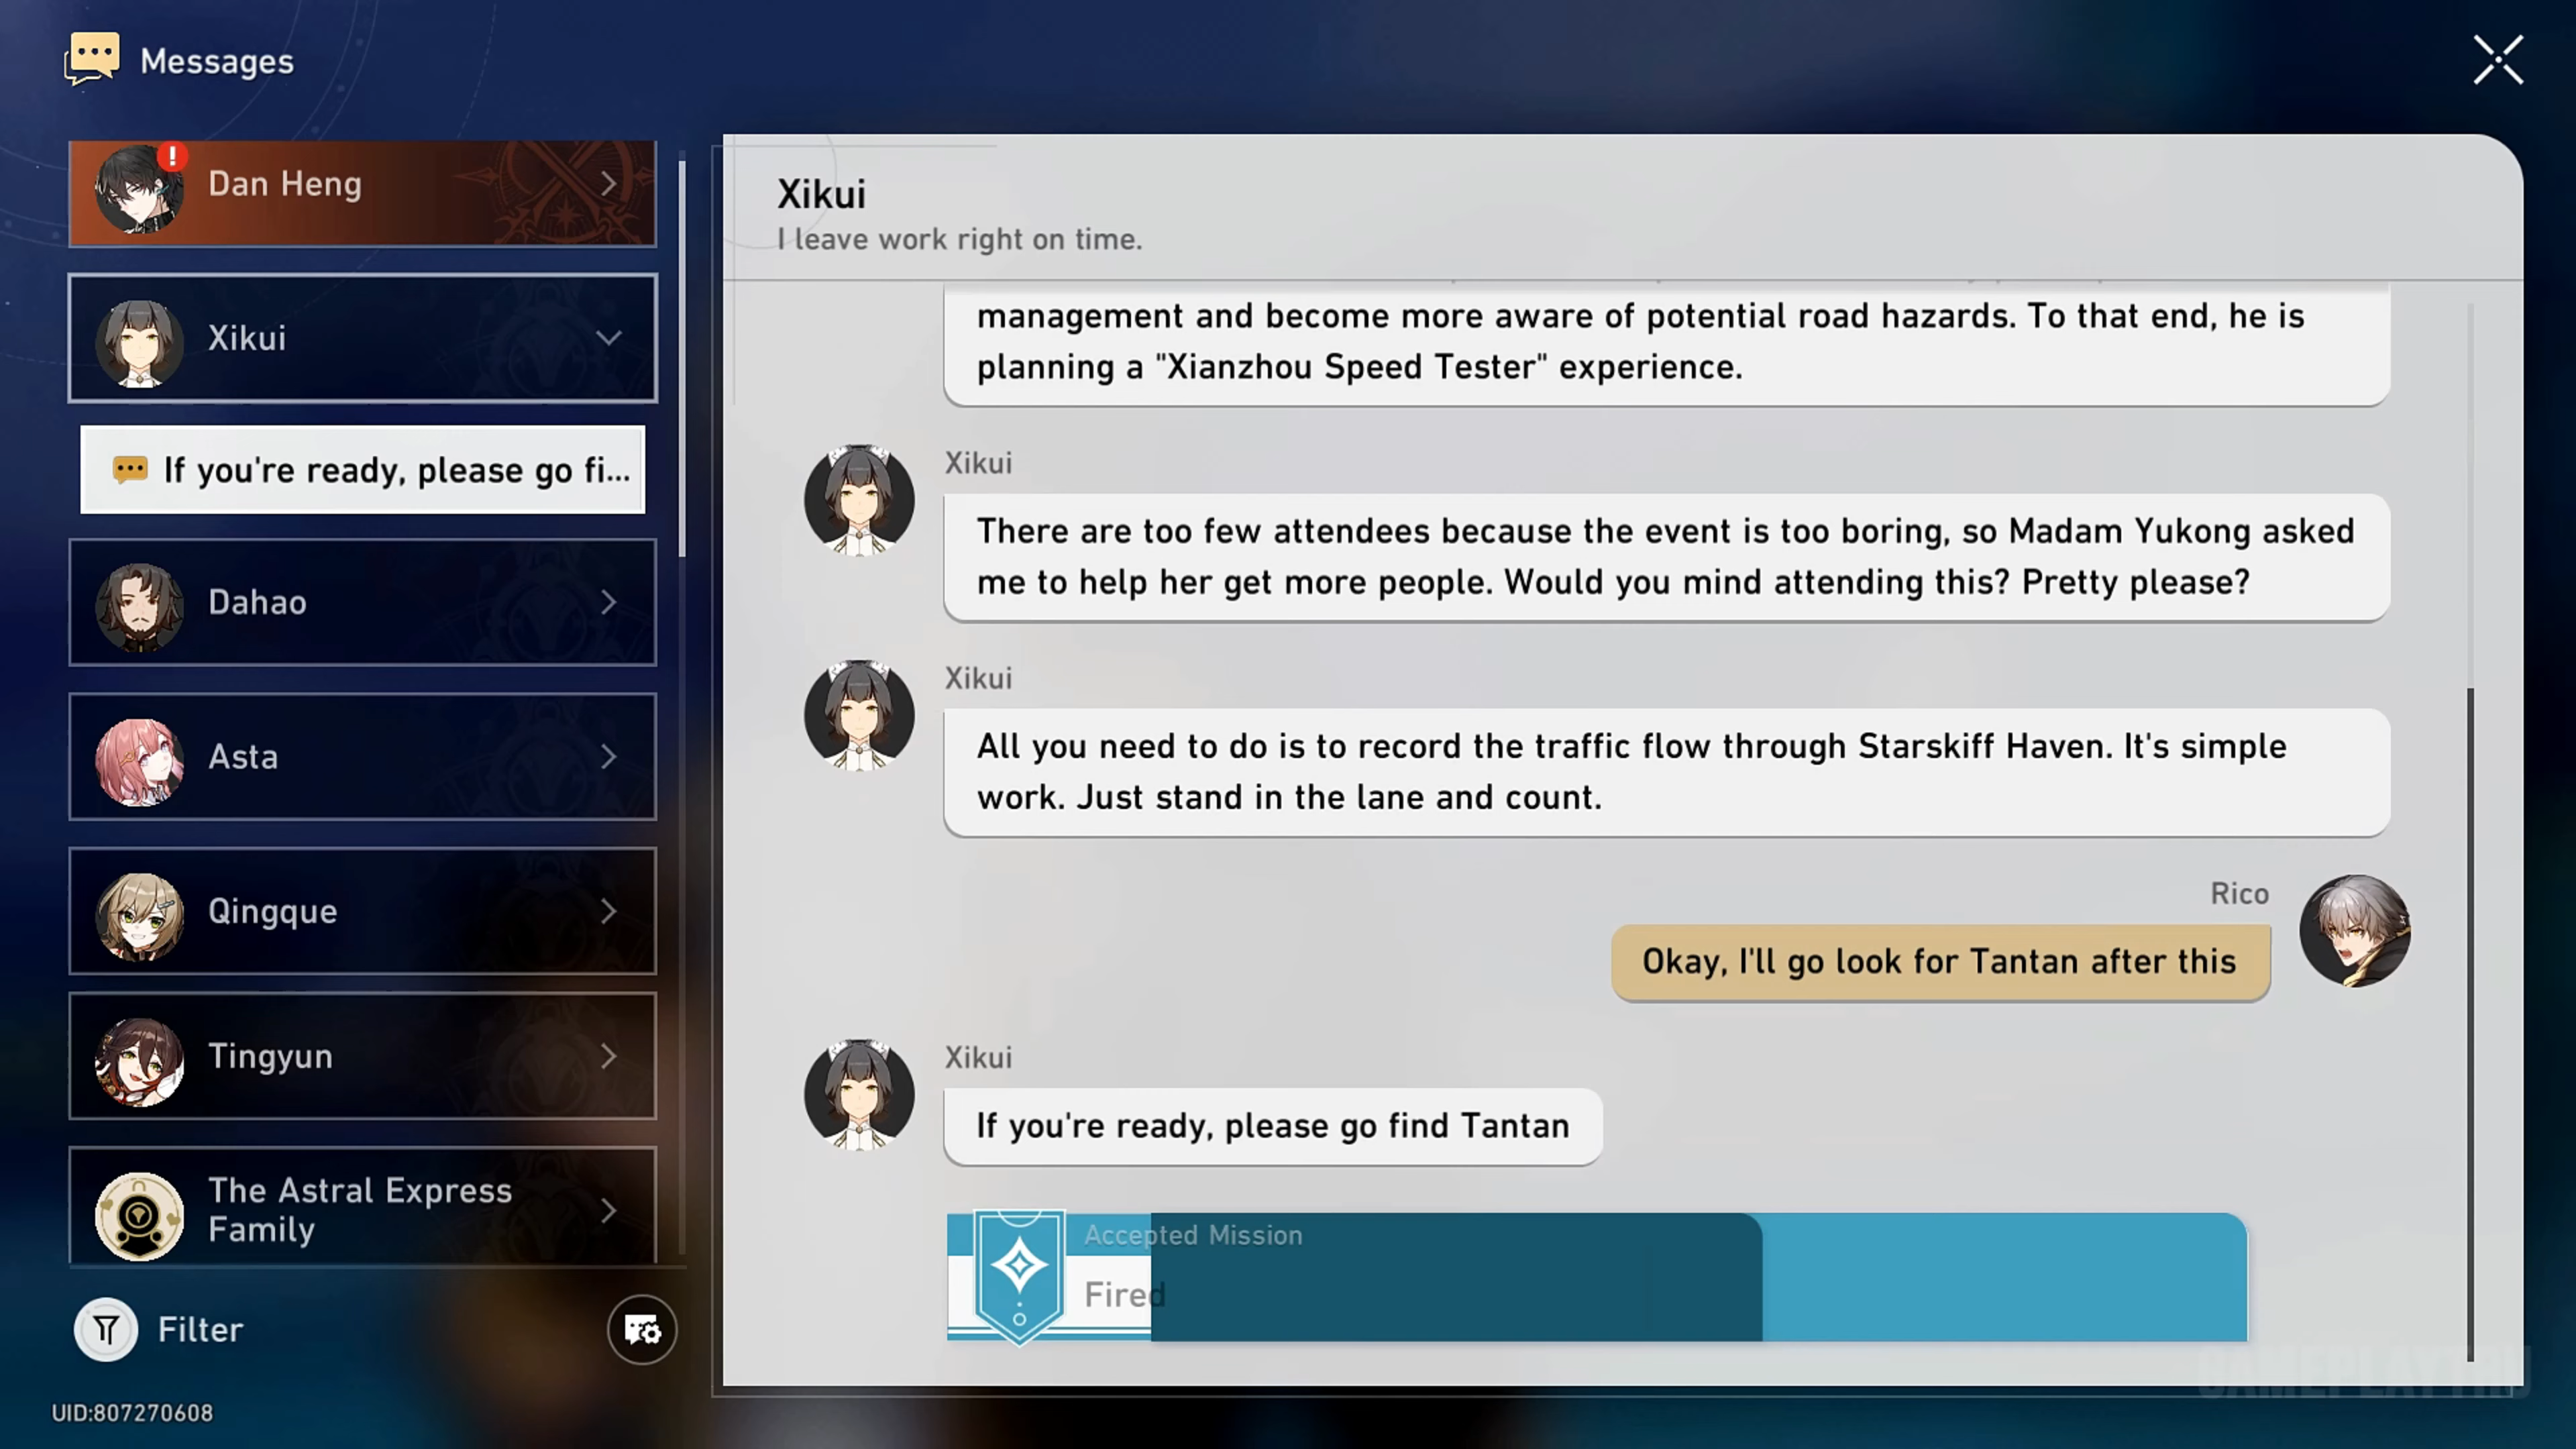 Messages
Dan Heng
Xikui
If you're ready, please go fi...
Dahao
Asta
Qingque
Tingyun
The Astral Express
Family
Filter
UID:807270608
Xikui
I leave work right on time.
management and become more aware of potential road hazards. To that end, he is
planning a "Xianzhou Speed Tester" experience.
Xikui
There are too few attendees because the event is too boring, so Madam Yukong asked
me to help her get more people. Would you mind attending this? Pretty please?
Xikui
All you need to do is to record the traffic flow through Starskiff Haven. It's simple
work. Just stand in the lane and count.
Rico
Okay, I'll go look for Tantan after this
Xikui
If you're ready, please go find Tantan
Accepted Mission
Fired